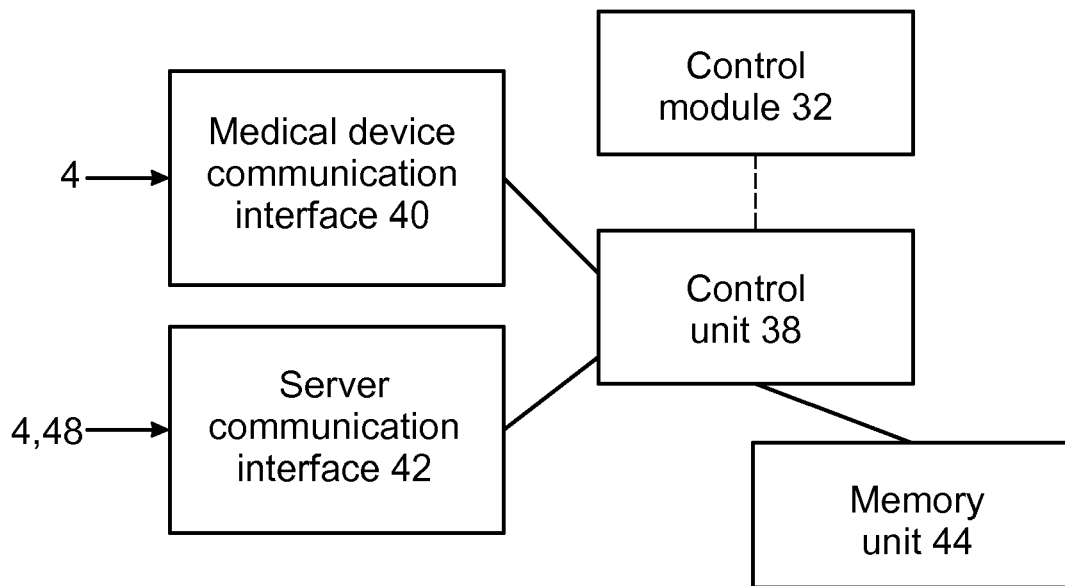 Control
module 32
Medical device
communication
interface 40
4
Control
unit 38
Server
communication
interface 42
4,48
Memory
unit 44